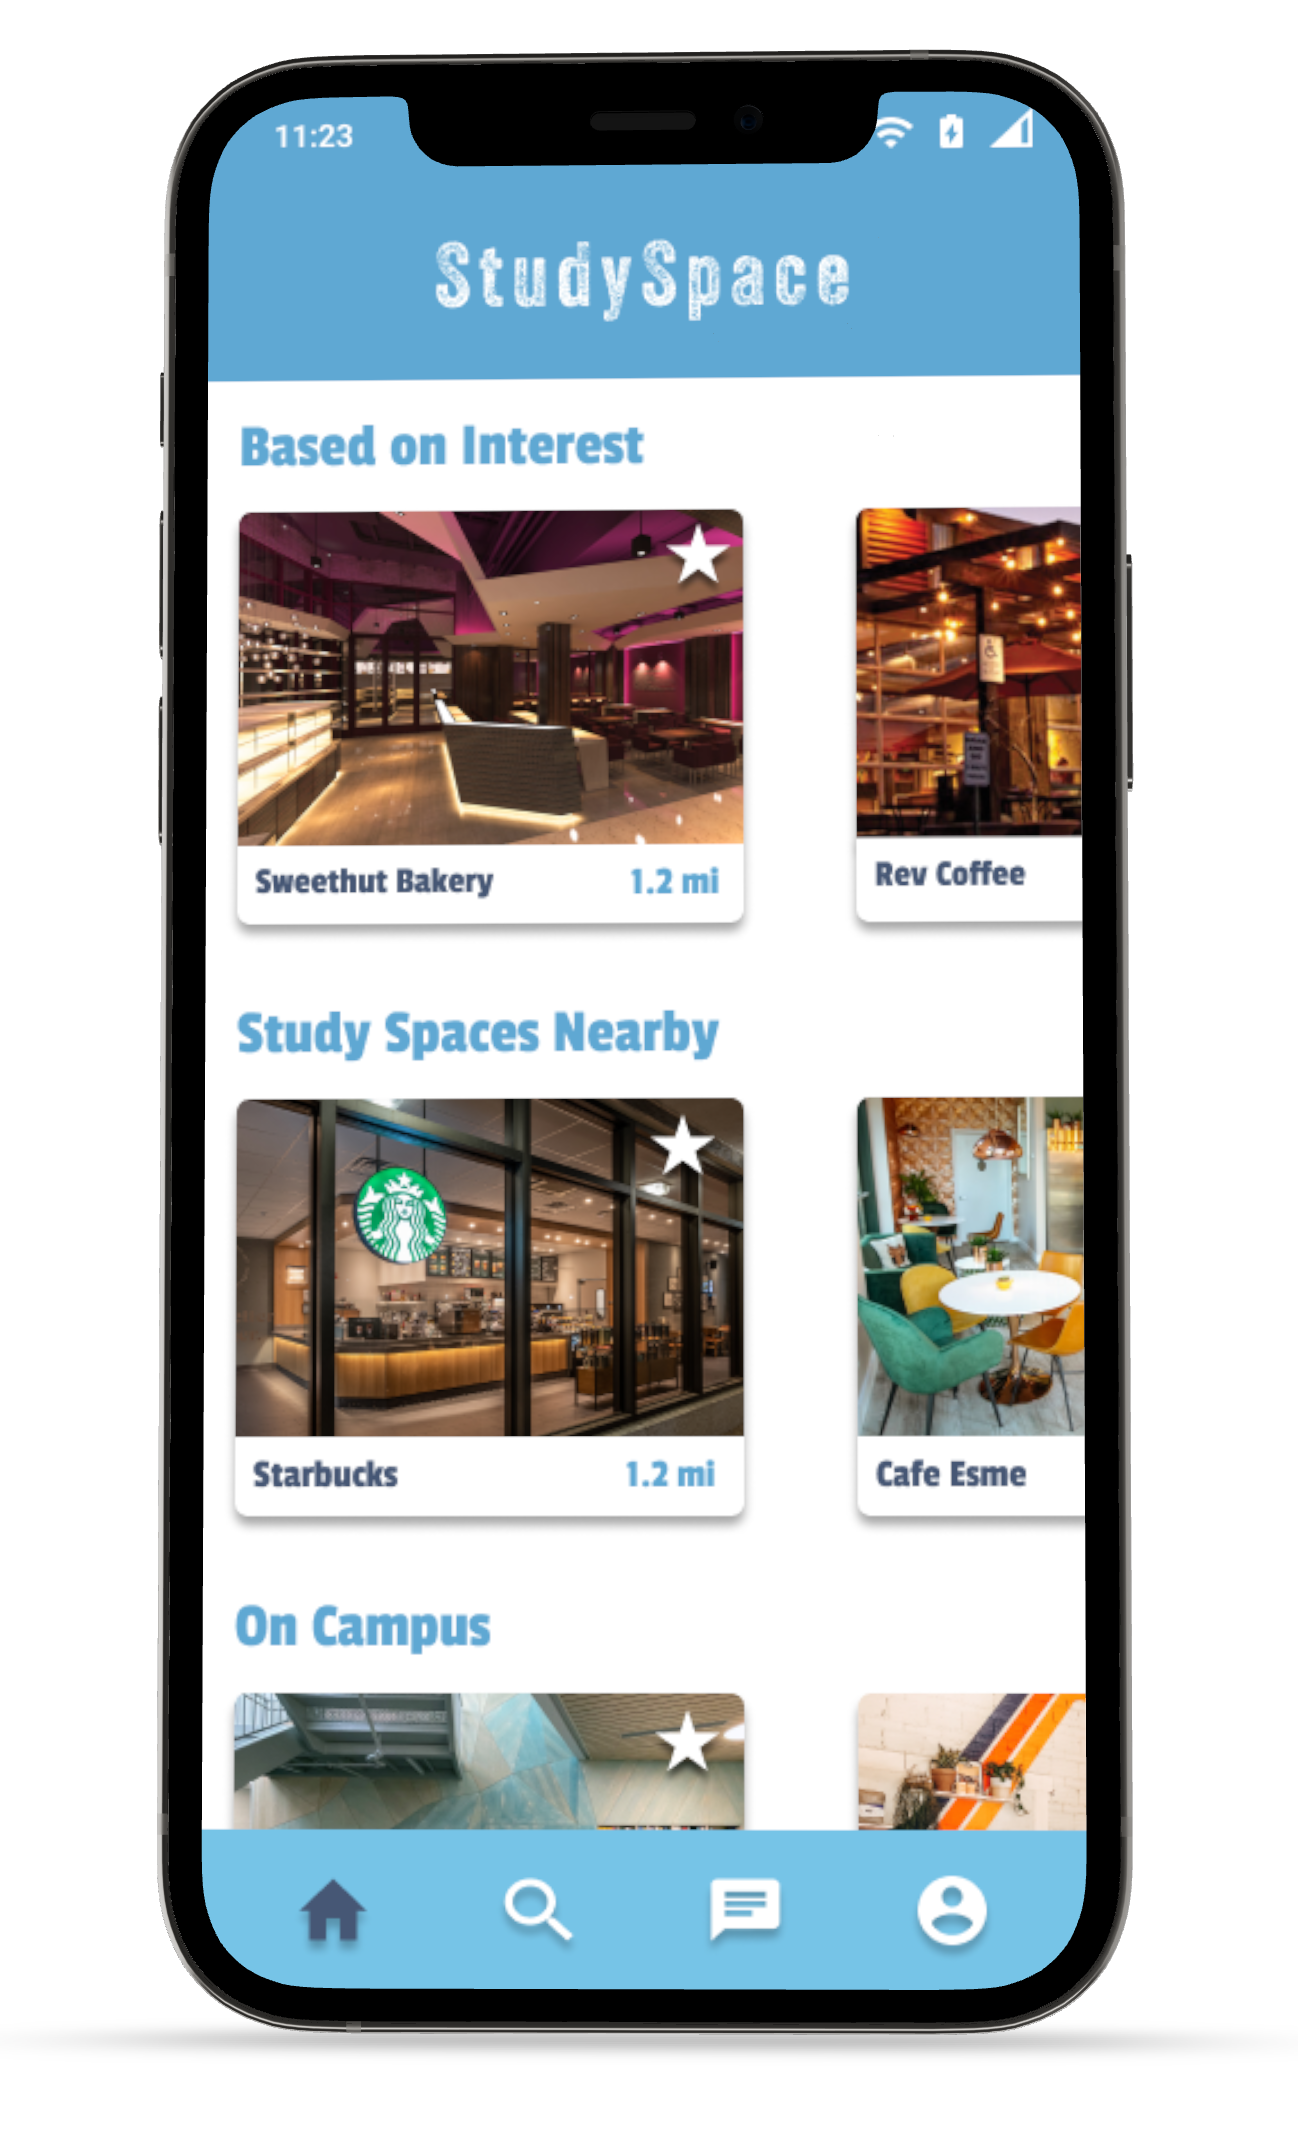 11:23
StudySpace
Based on Interest
Sweethut Bakery
1.2 mi
Rev Coffee
Study Spaces Nearby
Starbucks
1.2 mi
Cafe Esme
On Campus